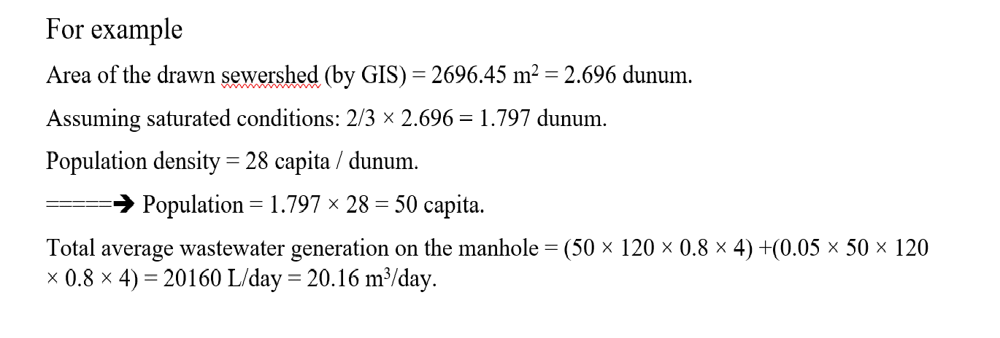 For example
Area of the drawn sewershed (by GIS) = 2696.45 m² = 2.696 dunum.
Assuming saturated conditions: 2/3 × 2.696 = 1.797 dunum.
Population density = 28 capita / dunum.
=====➔ Population = 1.797 × 28 = 50 capita.
Total average wastewater generation on the manhole = (50 × 120 × 0.8 × 4) +(0.05 × 50 × 120
× 0.8 × 4) = 20160 L/day = 20.16 m³/day.